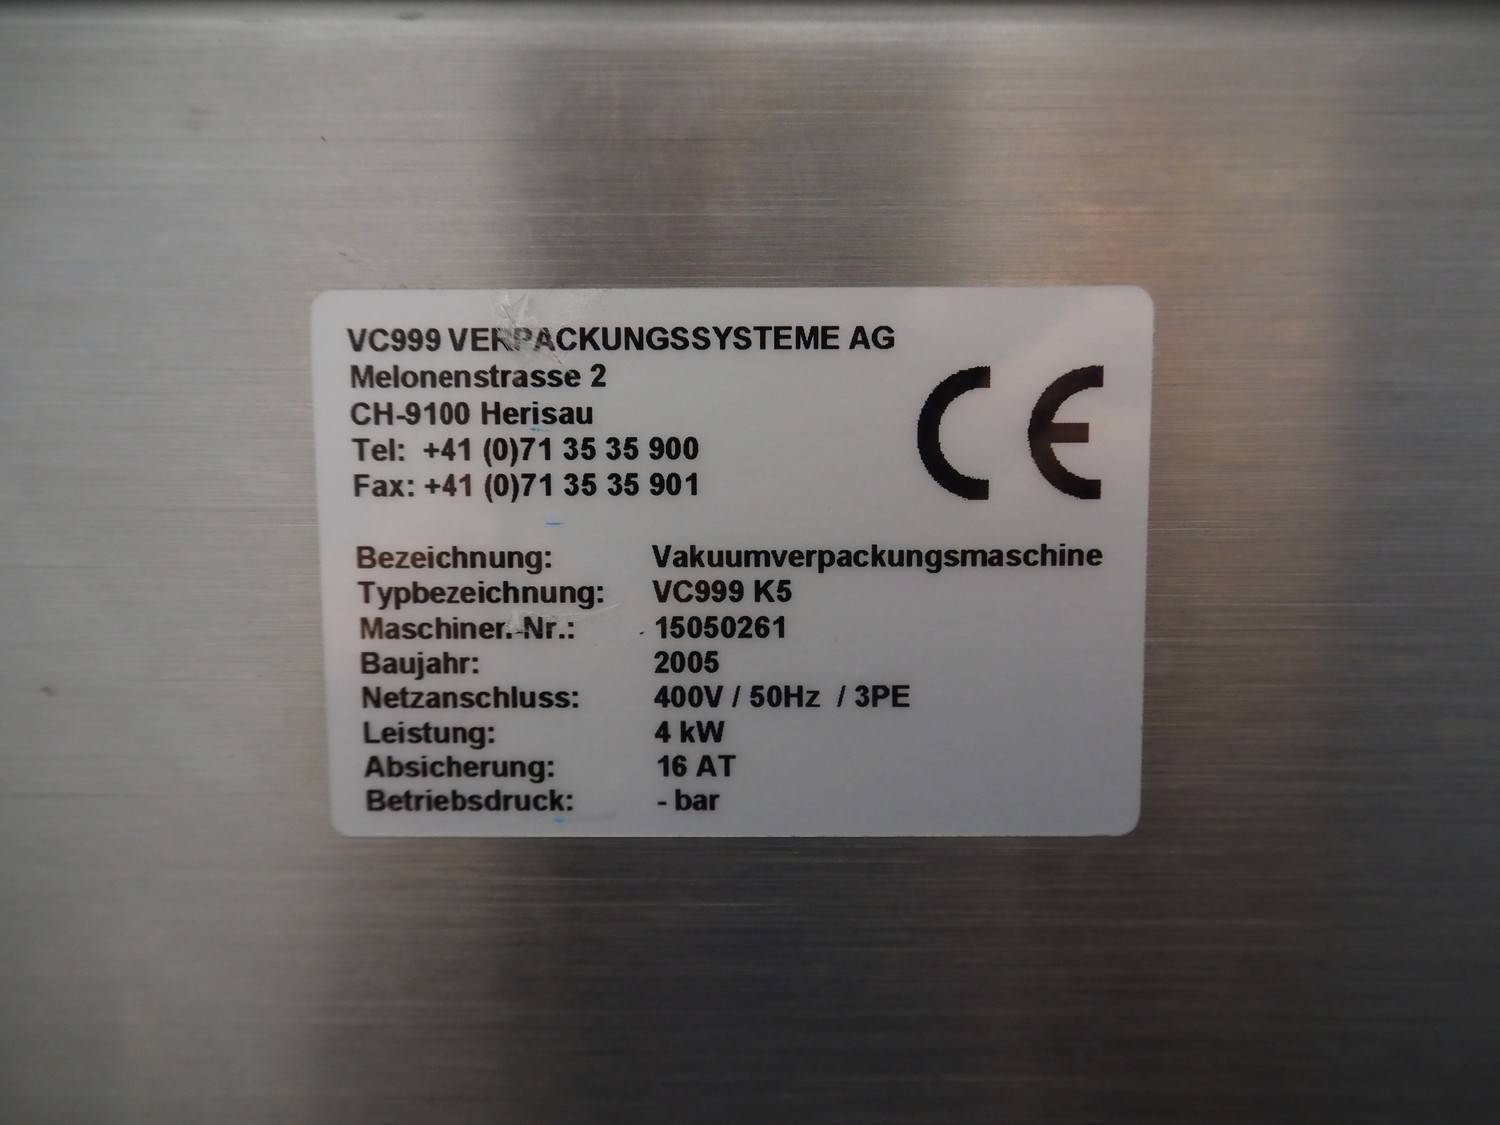 VC999 VERPACKUNGSSYSTEME AG
Melonenstrasse 2
CH-9100 Herisau
Tel: +41 (0)71 35 35 900
Fax: +41 (0)71 35 35 901
CE
Bezeichnung: Vakuumverpackungsmaschine
Typbezeichnung: VC999 K5
Maschinen-Nr.: 15050261
Baujahr: 2005
Netzanschluss: 400V / 50Hz / 3PE
Leistung: 4 kW
Absicherung: 16 AT
Betriebsdruck: - bar